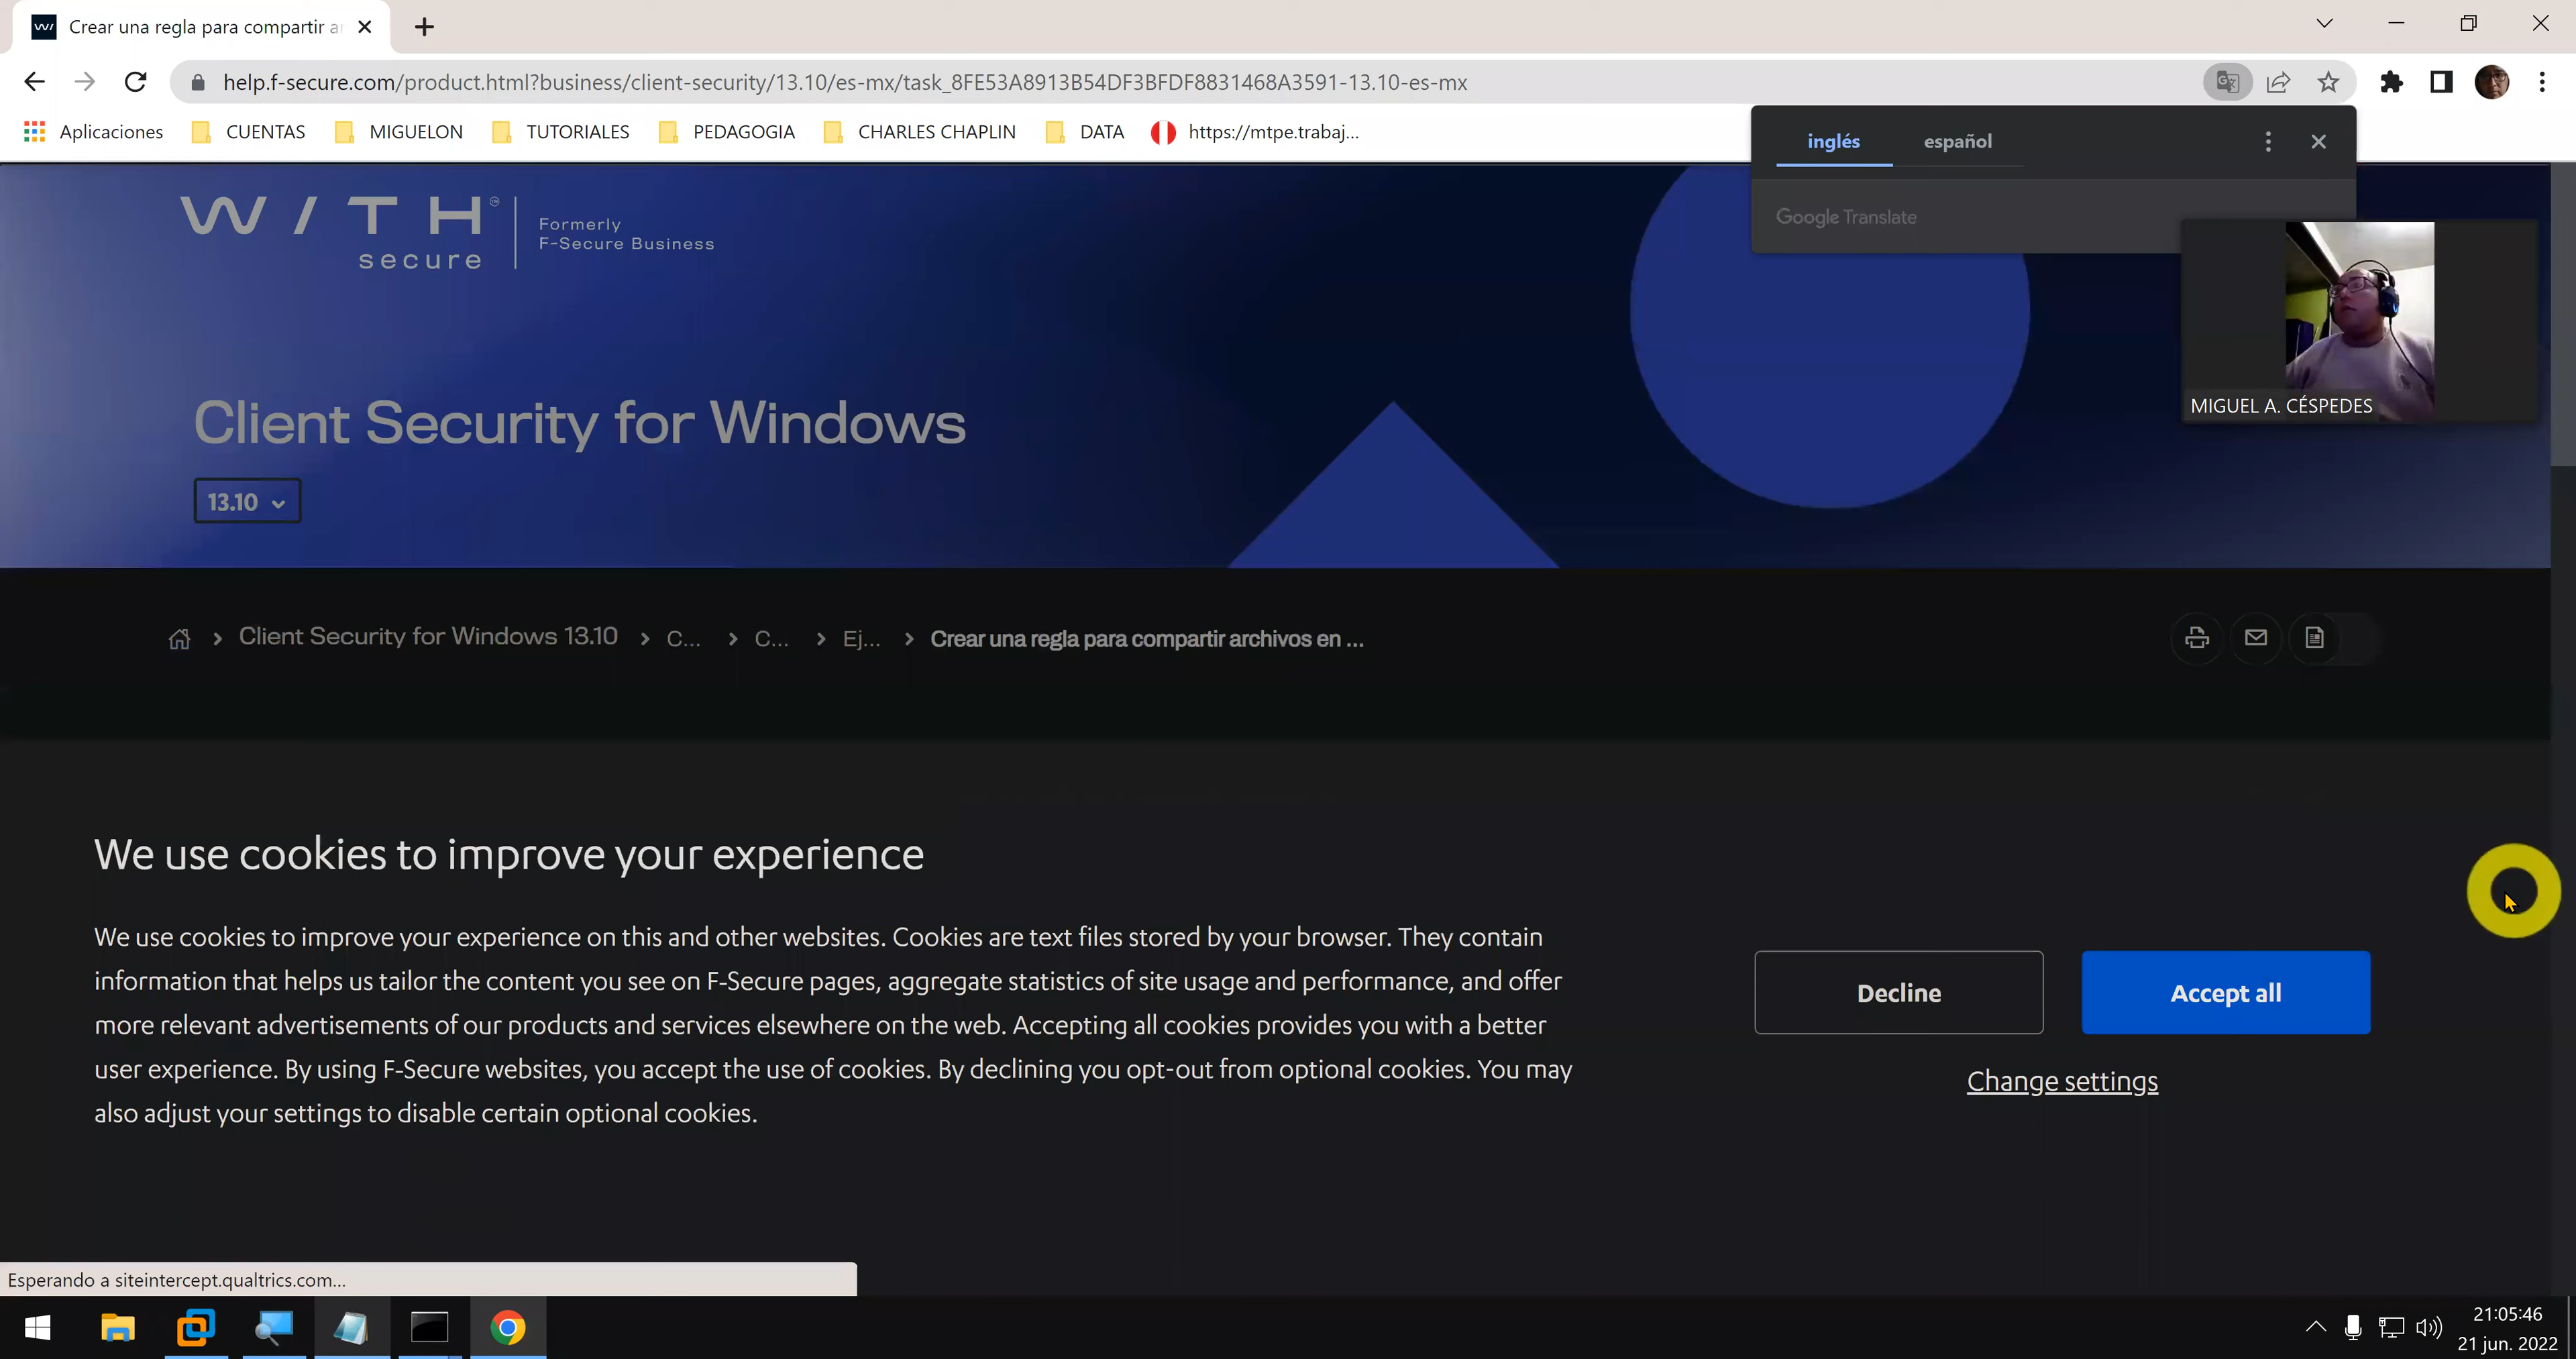 Crear una regla para compartir ar
help.f-secure.com/product.html?business/client-security/13.10/es-mx/task_8FE53A8913B54DF3BFDF8831468A3591-13.10-es-mx
Aplicaciones CUENTAS MIGUELON TUTORIALES PEDAGOGIA CHARLES CHAPLIN DATA https://mtpe.trabaj...
inglés español
Google Translate
WITH
secure
Formerly
F-Secure Business
MIGUEL A. CÉSPEDES
Client Security for Windows
13.10
Client Security for Windows 13.10 > C... > C... > Ej... > Crear una regla para compartir archivos en ...
We use cookies to improve your experience
We use cookies to improve your experience on this and other websites. Cookies are text files stored by your browser. They contain
information that helps us tailor the content you see on F-Secure pages, aggregate statistics of site usage and performance, and offer
more relevant advertisements of our products and services elsewhere on the web. Accepting all cookies provides you with a better
user experience. By using F-Secure websites, you accept the use of cookies. By declining you opt-out from optional cookies. You may
also adjust your settings to disable certain optional cookies.
Decline
Accept all
Change settings
Esperando a siteintercept.qualtrics.com...
21:05:46
21 jun. 2022